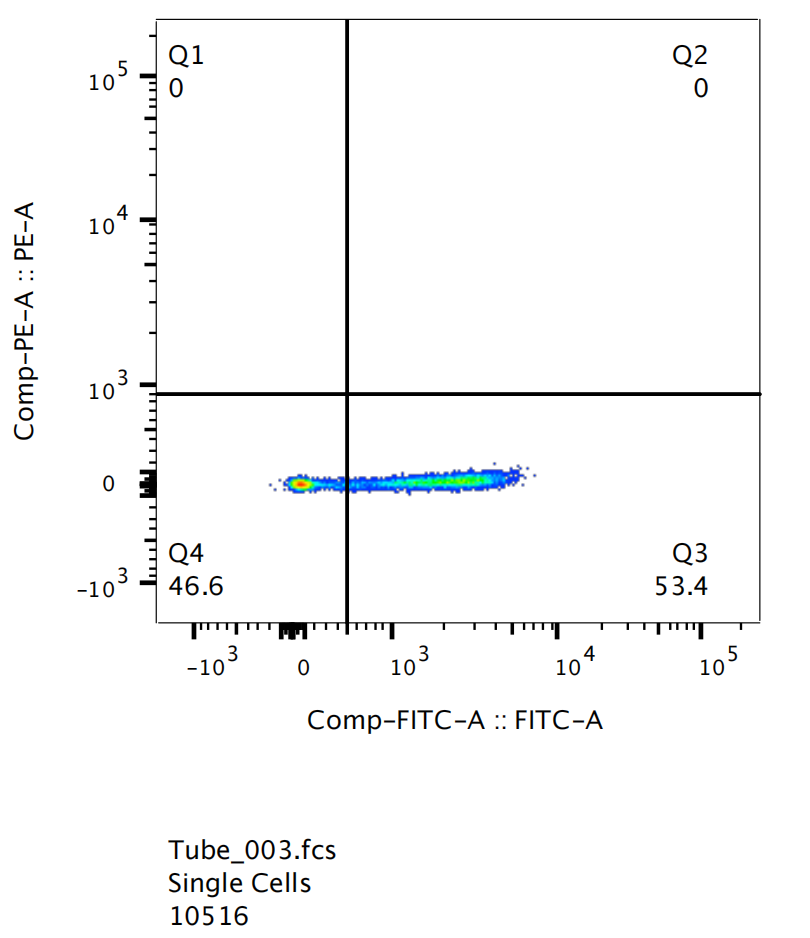 Q1
0
Q2
0
10^5
10^4
10^3
0
-10^3
Comp-PE-A :: PE-A
Q4
46.6
Q3
53.4
-10^3 0 10^3 10^4 10^5
Comp-FITC-A :: FITC-A
Tube_003.fcs
Single Cells
10516